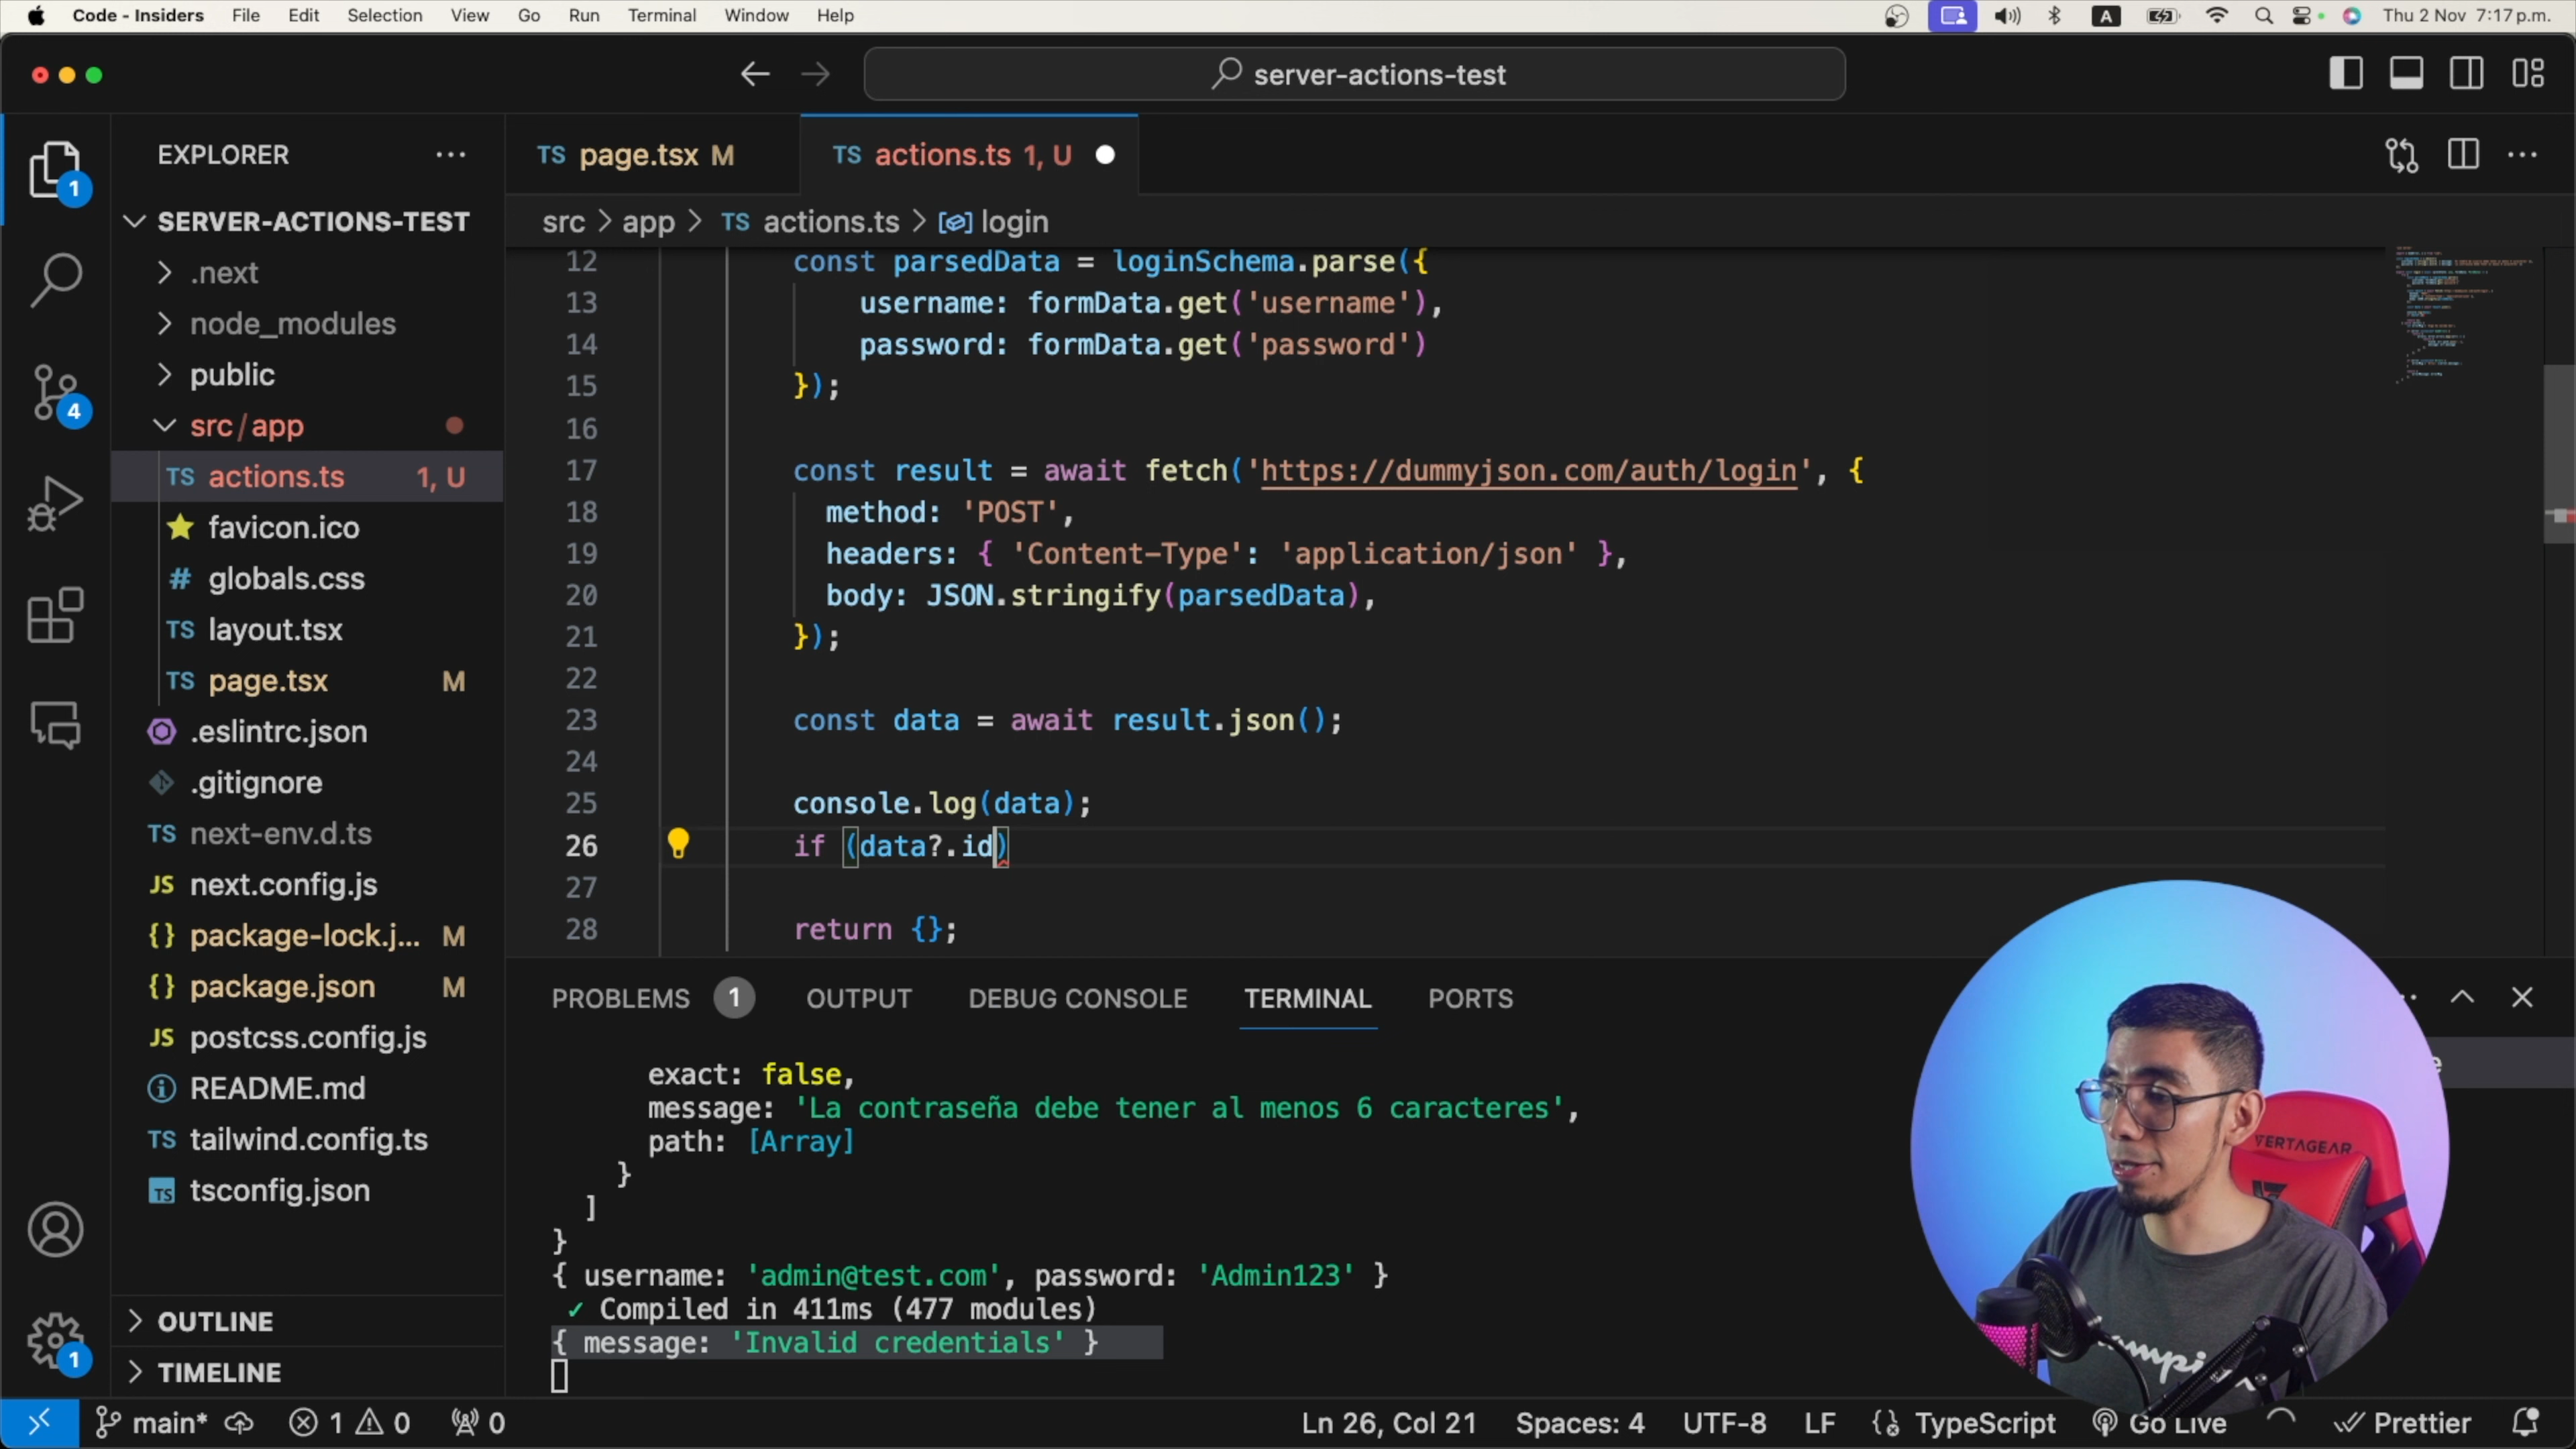 Code - Insiders File Edit Selection View Go Run Terminal Window Help A Thu 2 Nov 7:17 p.m.
server-actions-test
EXPLORER
SERVER-ACTIONS-TEST
.next
node_modules
public
src/app
TS actions.ts 1, U
favicon.ico
# globals.css
TS layout.tsx
TS page.tsx M
.eslintrc.json
.gitignore
TS next-env.d.ts
JS next.config.js
{} package-lock.j... M
{} package.json M
JS postcss.config.js
README.md
TS tailwind.config.ts
TS tsconfig.json
OUTLINE
TIMELINE
1
4
1
TS page.tsx M
TS actions.ts 1, U
src > app > TS actions.ts > login
12 const parsedData = loginSchema.parse({
13 username: formData.get('username'),
14 password: formData.get('password')
15 });
16
17 const result = await fetch('https://dummyjson.com/auth/login', {
18 method: 'POST',
19 headers: { 'Content-Type': 'application/json' },
20 body: JSON.stringify(parsedData),
21 });
22
23 const data = await result.json();
24
25 console.log(data);
26 if (data?.id)
27
28 return {};
PROBLEMS 1 OUTPUT DEBUG CONSOLE TERMINAL PORTS
exact: false,
message: 'La contraseña debe tener al menos 6 caracteres',
path: [Array]
}
]
}
{ username: 'admin@test.com', password: 'Admin123' }
✓ Compiled in 411ms (477 modules)
{ message: 'Invalid credentials' }
VERTAGEAR
main* 1 0 0 Ln 26, Col 21 Spaces: 4 UTF-8 LF TypeScript Go Live Prettier